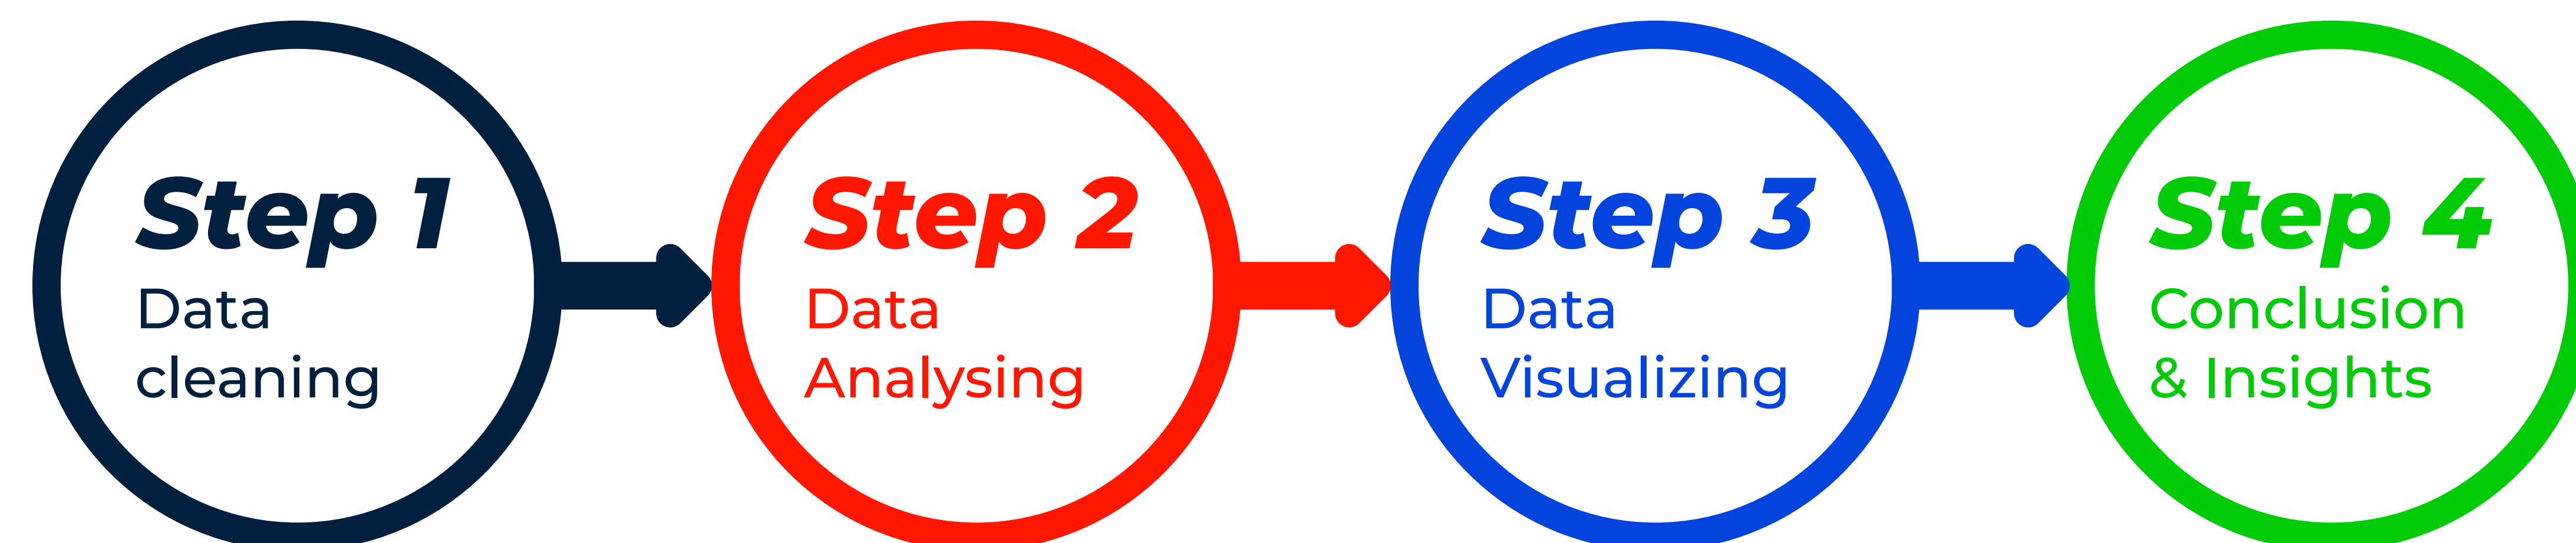 Step 1
Data
cleaning
Step 2
Data
Analysing
Step 3
Data
Visualizing
Step 4
Conclusion
& Insights